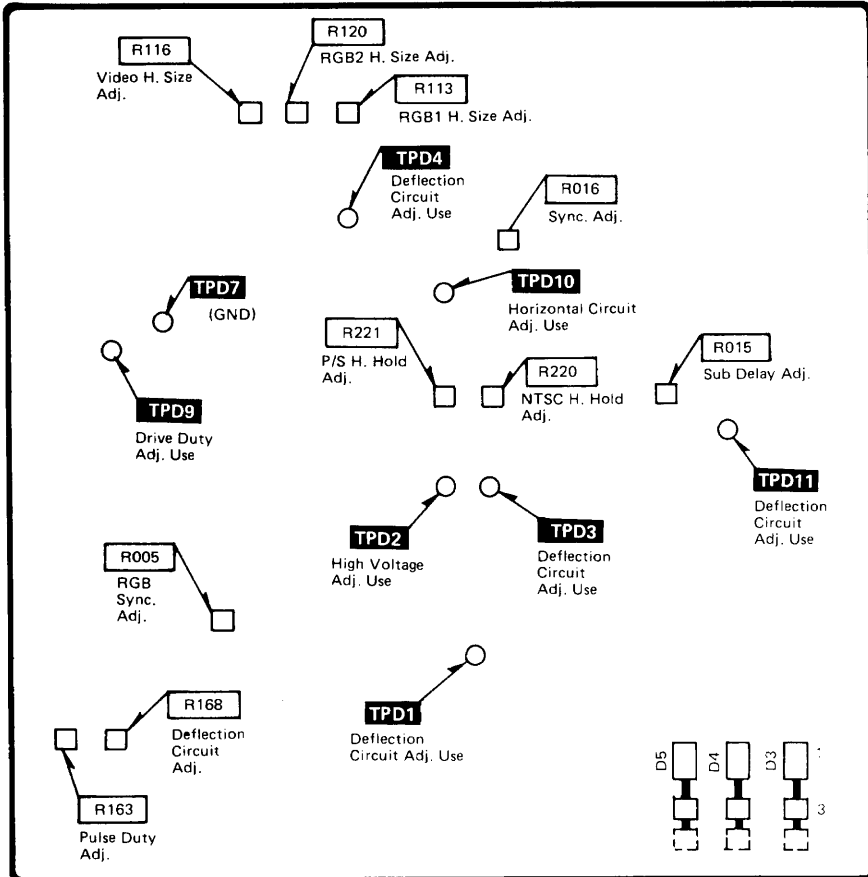 R120
RGB2 H. Size Adj.
R116
Video H. Size
Adj.
R113
RGB1 H. Size Adj.
TPD4
Deflection
Circuit
Adj. Use
R016
Sync. Adj.
TPD7
(GND)
TPD10
Horizontal Circuit
Adj. Use
R221
P/S H. Hold
Adj.
R220
NTSC H. Hold
Adj.
R015
Sub Delay Adj.
TPD9
Drive Duty
Adj. Use
TPD11
Deflection
Circuit
Adj. Use
TPD2
High Voltage
Adj. Use
TPD3
Deflection
Circuit
Adj. Use
R005
RGB
Sync.
Adj.
R168
Deflection
Circuit
Adj.
TPD1
Deflection
Circuit Adj. Use
R163
Pulse Duty
Adj.
D5
D4
D3
3